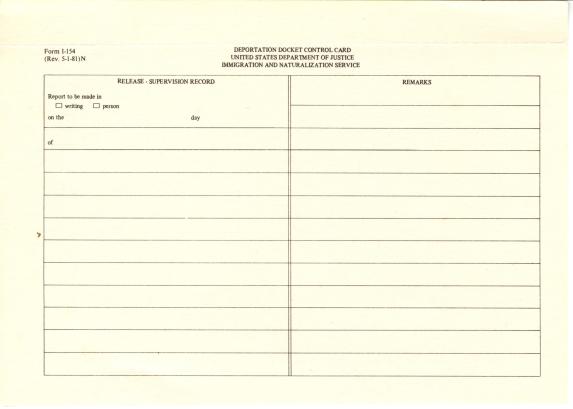 Form I-154
(Rev. 5-1-81)N
DEPORTATION DOCKET CONTROL CARD
UNITED STATES DEPARTMENT OF JUSTICE
IMMIGRATION AND NATURALIZATION SERVICE
RELEASE - SUPERVISION RECORD
Report to be made in
☐ writing ☐ person
on the day
of
REMARKS